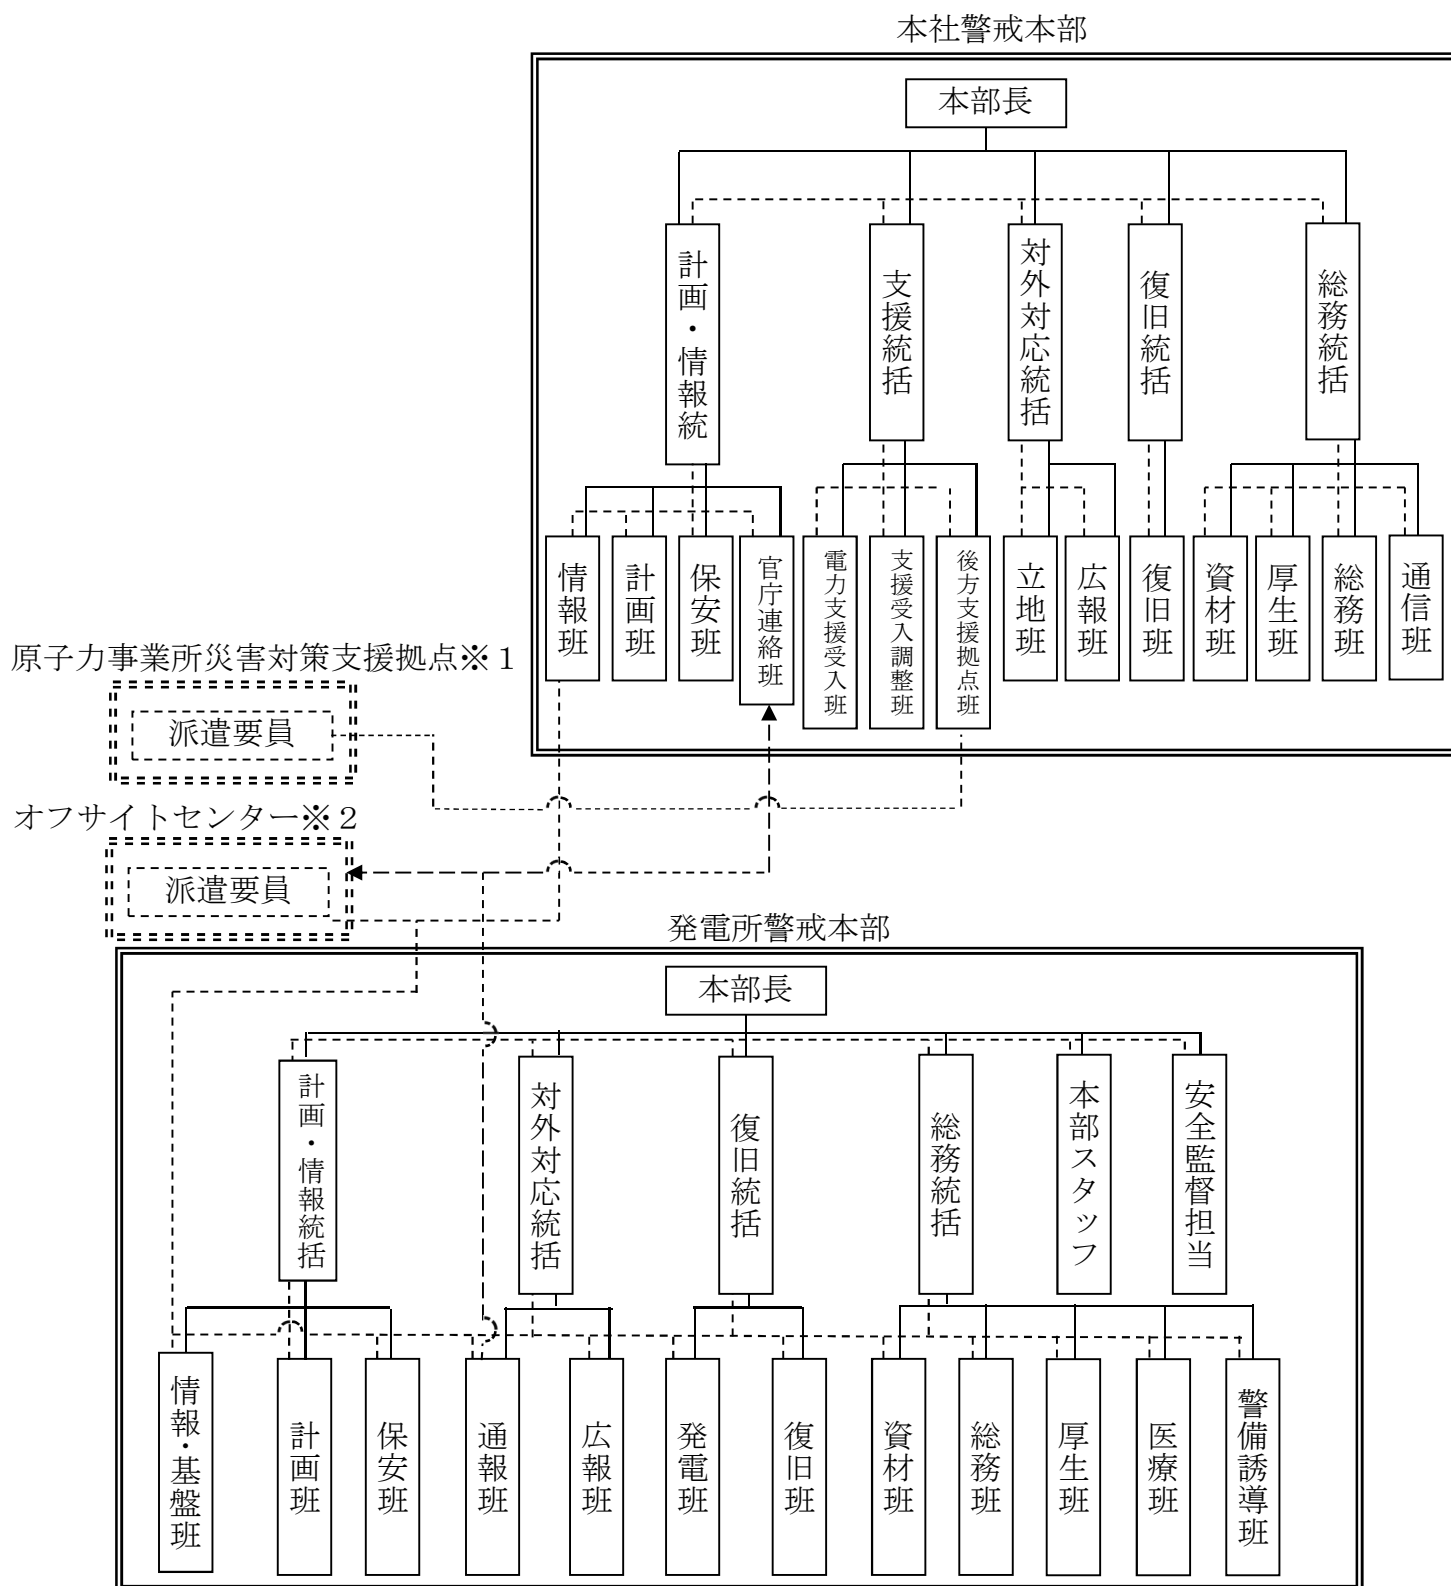 本社警戒本部
本部長
計画・情報統
支援統括
対外対応統括
復旧統括
総務統括
情報班
計画班
保安班
官庁連絡班
電力支援受入班
支援受入調整班
後方支援拠点班
立地班
広報班
復旧班
資材班
厚生班
総務班
通信班
原子力事業所災害対策支援拠点※1
派遣要員
オフサイトセンター※2
派遣要員
発電所警戒本部
本部長
計画・情報統括
対外対応統括
復旧統括
総務統括
本部スタッフ
安全監督担当
情報・基盤班
計画班
保安班
通報班
広報班
発電班
復旧班
資材班
総務班
厚生班
医療班
警備誘導班